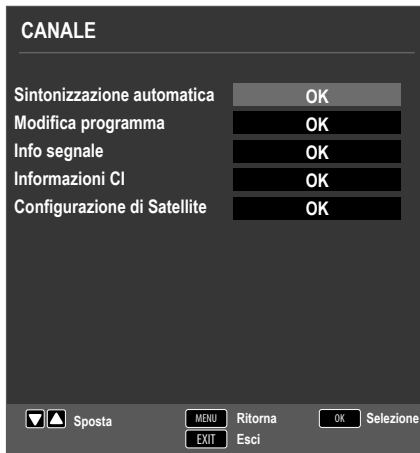 CANALE
Sintonizzazione automatica OK
Modifica programma OK
Info segnale OK
Informazioni CI OK
Configurazione di Satellite OK
Sposta MENU Ritorna OK Selezione
EXIT Esci